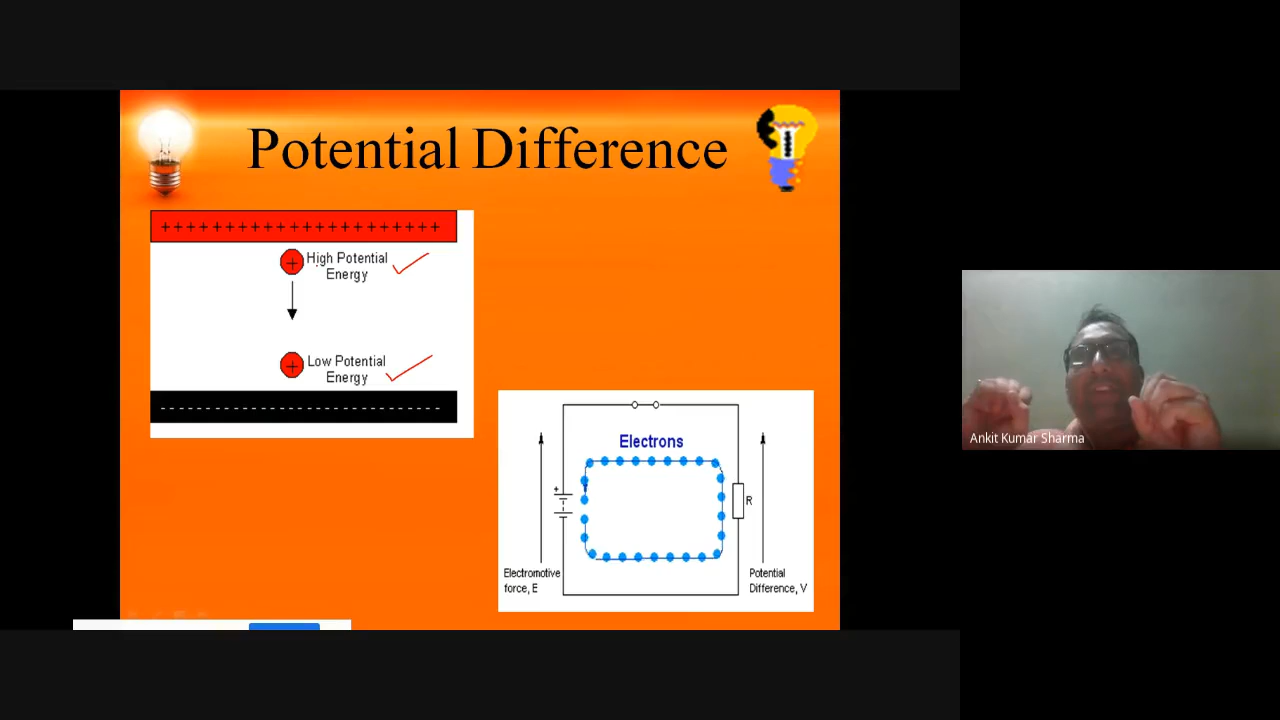 Potential Difference
+++++++++++++++++++++
+
High Potential
Energy
+
Low Potential
Energy
Electrons
+
R
Electromotive
force, E
Potential
Difference, V
Ankit Kumar Sharma